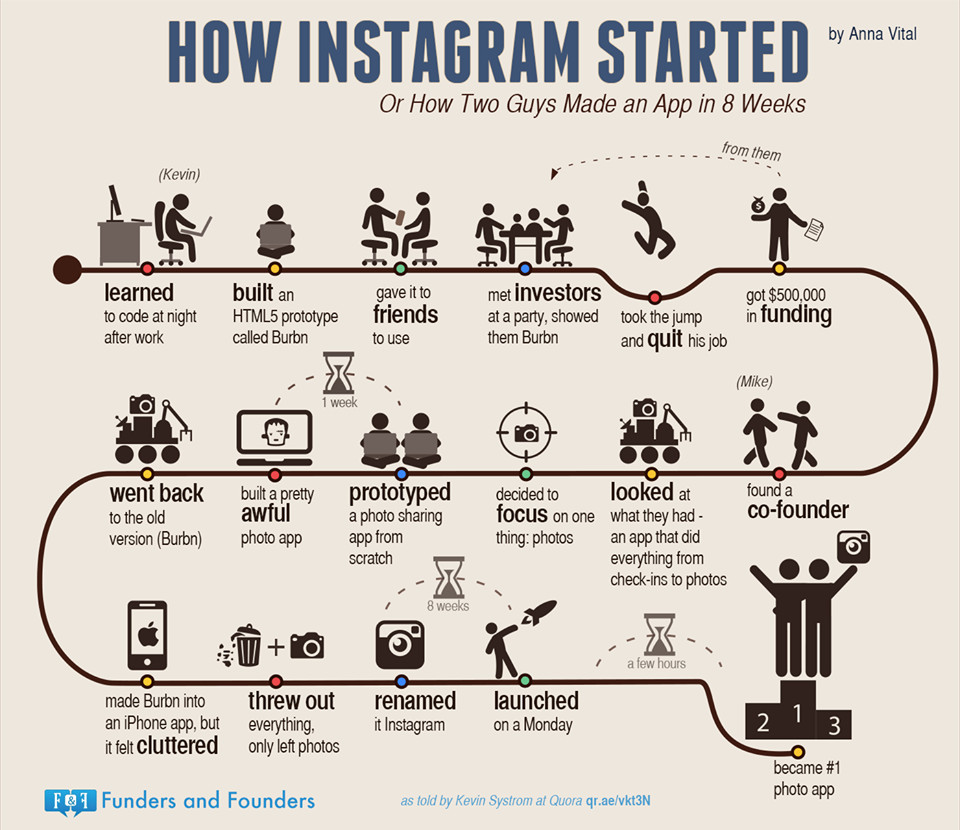 HOW INSTAGRAM STARTED
by Anna Vital
Or How Two Guys Made an App in 8 Weeks
(Kevin)
from them
$
learned
to code at night
after work
built an
HTML5 prototype
called Burbn
gave it to
friends
to use
met investors
at a party, showed
them Burbn
took the jump
and quit his job
got $500,000
in funding
(Mike)
found a
co-founder
looked at
what they had -
an app that did
everything from
check-ins to photos
decided to
focus on one
thing: photos
1 week
prototyped
a photo sharing
app from
scratch
built a pretty
awful
photo app
went back
to the old
version (Burbn)
made Burbn into
an iPhone app, but
it felt cluttered
+
threw out
everything,
only left photos
8 weeks
renamed
it Instagram
launched
on a Monday
a few hours
2 1 3
became #1
photo app
F&F Funders and Founders
as told by Kevin Systrom at Quora qr.ae/vkt3N